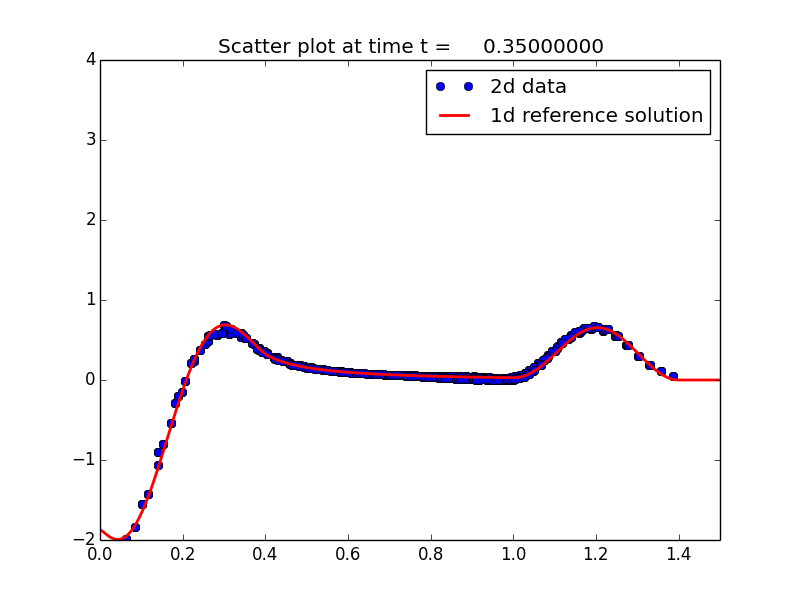 Scatter plot at time t =     0.35000000
2d data
1d reference solution
4
3
2
1
0
−1
−2
0.0 0.2 0.4 0.6 0.8 1.0 1.2 1.4